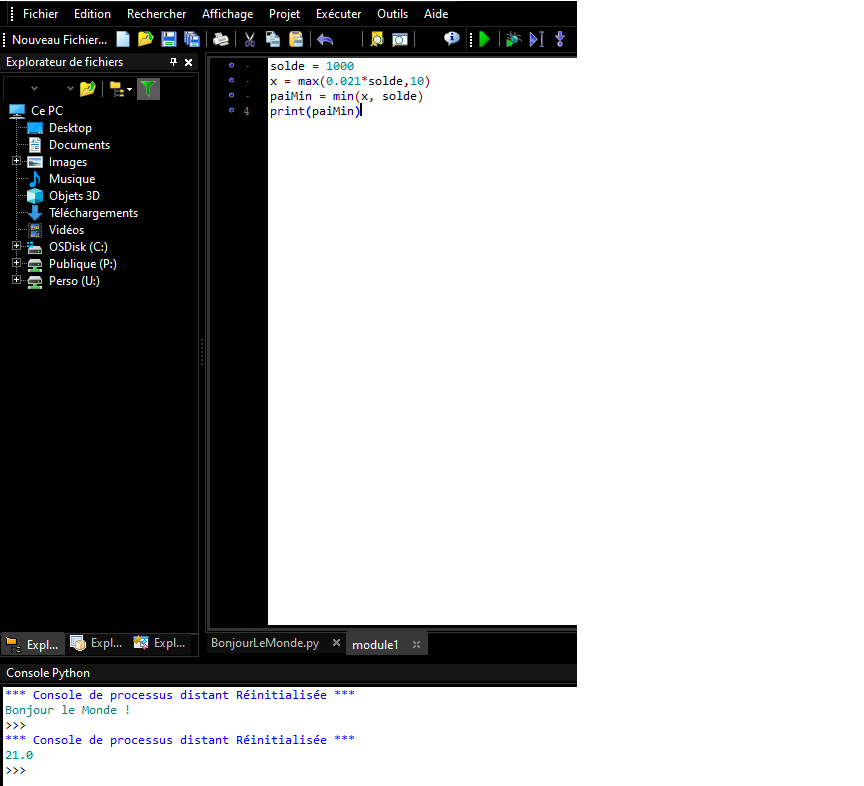 Fichier Edition Rechercher Affichage Projet Exécuter Outils Aide
Nouveau Fichier...
Explorateur de fichiers
Ce PC
Desktop
Documents
Images
Musique
Objets 3D
Téléchargements
Vidéos
OSDisk (C:)
Publique (P:)
Perso (U:)
solde = 1000
x = max(0.021*solde,10)
paiMin = min(x, solde)
4 print(paiMin)
Expl... Expl... Expl...
BonjourLeMonde.py module1
Console Python
*** Console de processus distant Réinitialisée ***
Bonjour le Monde !
>>>
*** Console de processus distant Réinitialisée ***
21.0
>>>